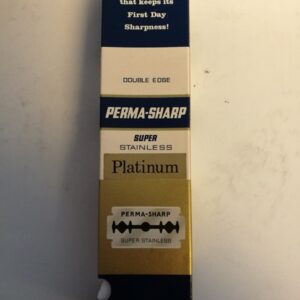 that keeps its
First Day
Sharpness!
DOUBLE EDGE
PERMA-SHARP
SUPER
STAINLESS
Platinum
PERMA-SHARP
SUPER STAINLESS